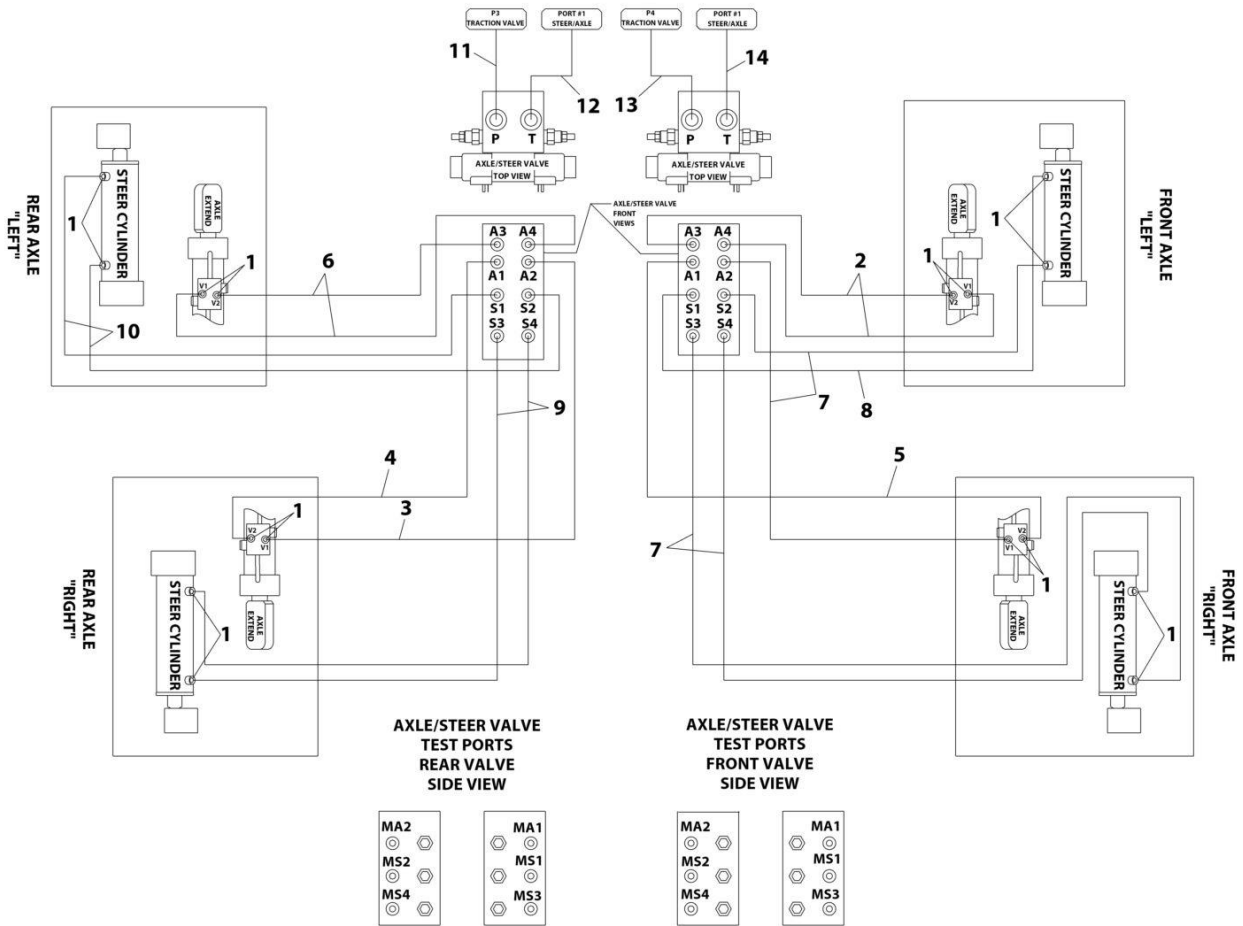 P3
TRACTION VALVE
PORT #1
STEER/AXLE
P4
TRACTION VALVE
PORT #1
STEER/AXLE
11
12
13
14
P
T
AXLE/STEER VALVE
TOP VIEW
P
T
AXLE/STEER VALVE
TOP VIEW
REAR AXLE
"LEFT"
STEER CYLINDER
1
AXLE
EXTEND
V1
V2
1
6
10
AXLE/STEER VALVE
FRONT
VIEWS
A3
A4
A1
A2
S1
S2
S3
S4
A3
A4
A1
A2
S1
S2
S3
S4
2
7
8
9
FRONT AXLE
"LEFT"
STEER CYLINDER
1
AXLE
EXTEND
V1
V2
1
4
3
5
7
REAR AXLE
"RIGHT"
STEER CYLINDER
1
AXLE
EXTEND
V2
V1
1
FRONT AXLE
"RIGHT"
STEER CYLINDER
1
AXLE
EXTEND
V2
V1
1
AXLE/STEER VALVE
TEST PORTS
REAR VALVE
SIDE VIEW
AXLE/STEER VALVE
TEST PORTS
FRONT VALVE
SIDE VIEW
MA2
MS2
MS4
MA1
MS1
MS3
MA2
MS2
MS4
MA1
MS1
MS3